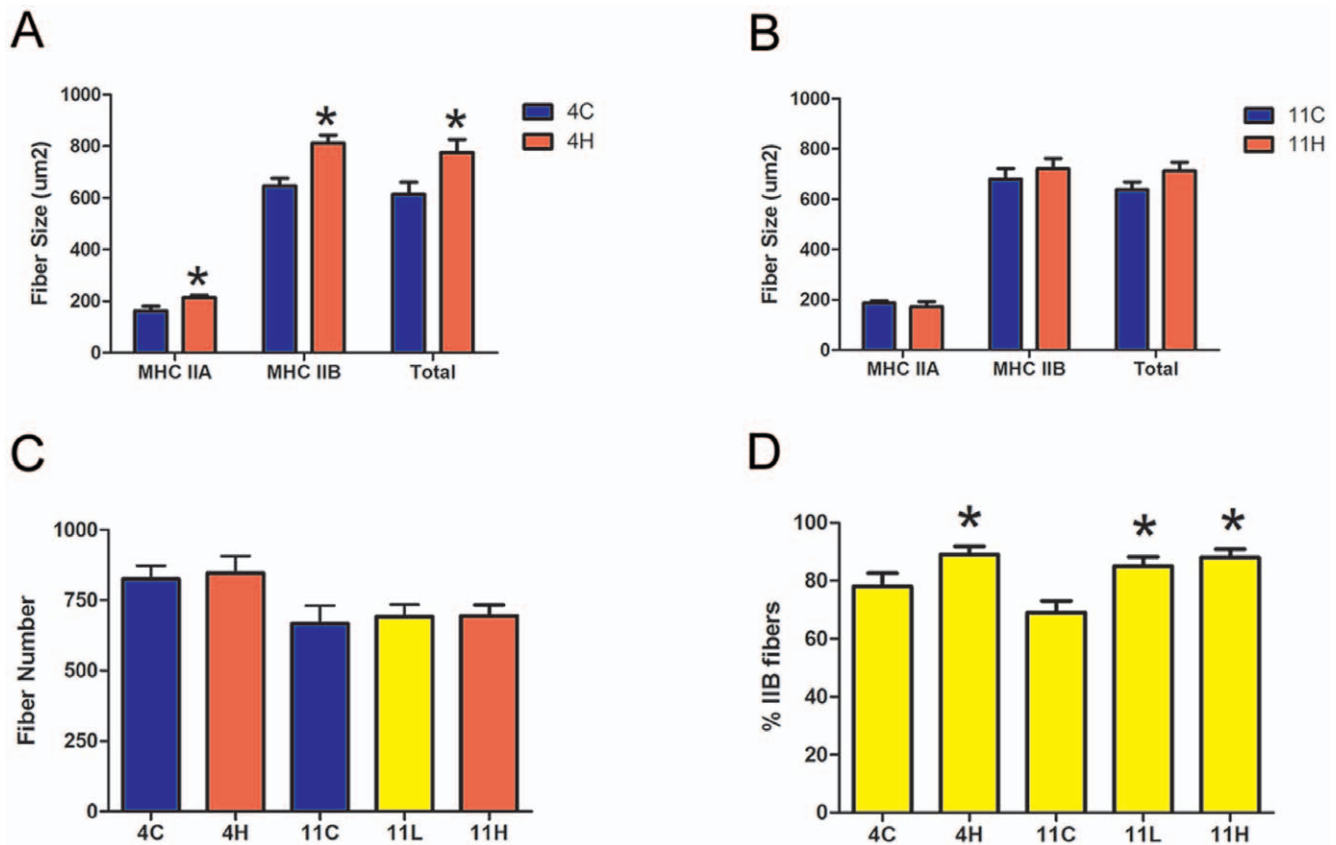 A
1000
800
600
400
200
0
Fiber Size (um2)
*
*
*
MHC IIA MHC IIB Total
4C
4H
B
1000
800
600
400
200
0
Fiber Size (um2)
MHC IIA MHC IIB Total
11C
11H
C
1000
750
500
250
0
Fiber Number
4C 4H 11C 11L 11H
D
100
80
60
40
20
0
% IIB fibers
*
*
*
4C 4H 11C 11L 11H